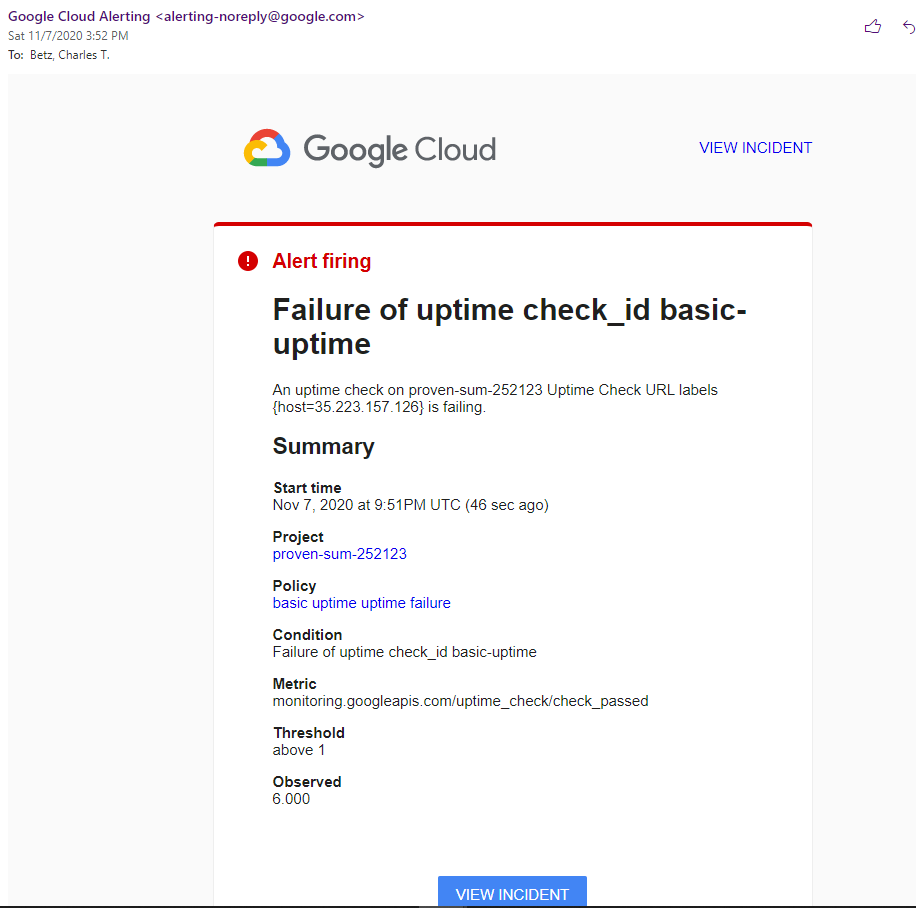 Google Cloud Alerting <alerting-noreply@google.com>
Sat 11/7/2020 3:52 PM
To: Betz, Charles T.
Google Cloud
VIEW INCIDENT
Alert firing
Failure of uptime check_id basic-
uptime
An uptime check on proven-sum-252123 Uptime Check URL labels
{host=35.223.157.126} is failing.
Summary
Start time
Nov 7, 2020 at 9:51PM UTC (46 sec ago)
Project
proven-sum-252123
Policy
basic uptime uptime failure
Condition
Failure of uptime check_id basic-uptime
Metric
monitoring.googleapis.com/uptime_check/check_passed
Threshold
above 1
Observed
6.000
VIEW INCIDENT